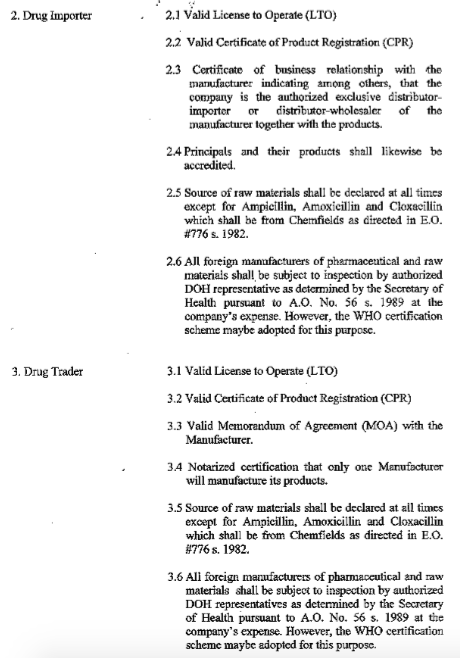 2. Drug Importer
2.1 Valid License to Operate (LTO)
2.2 Valid Certificate of Product Registration (CPR)
2.3 Certificate of business relationship with the
manufacturer indicating among others, that the
company is the authorized exclusive distributor-
importer or distributor-wholesaler of the
manufacturer together with the products.
2.4 Principals and their products shall likewise be
accredited.
2.5 Source of raw materials shall be declared at all times
except for Ampicillin, Amoxicillin and Cloxacillin
which shall be from Chemfields as directed in E.O.
#776 s. 1982.
2.6 All foreign manufacturers of pharmaceutical and raw
materials shall be subject to inspection by authorized
DOH representative as determined by the Secretary of
Health pursuant to A.O. No. 56 s. 1989 at the
company's expense. However, the WHO certification
scheme maybe adopted for this purpose.
3. Drug Trader
3.1 Valid License to Operate (LTO)
3.2 Valid Certificate of Product Registration (CPR)
3.3 Valid Memorandum of Agreement (MOA) with the
Manufacturer.
3.4 Notarized certification that only one Manufacturer
will manufacture its products.
3.5 Source of raw materials shall be declared at all times
except for Ampicillin, Amoxicillin and Cloxacillin
which shall be from Chemfields as directed in E.O.
#776 s. 1982.
3.6 All foreign manufacturers of pharmaceutical and raw
materials shall be subject to inspection by authorized
DOH representatives as determined by the Secretary
of Health pursuant to A.O. No. 56 s. 1989 at the
company's expense. However, the WHO certification
scheme maybe adopted for this purpose.